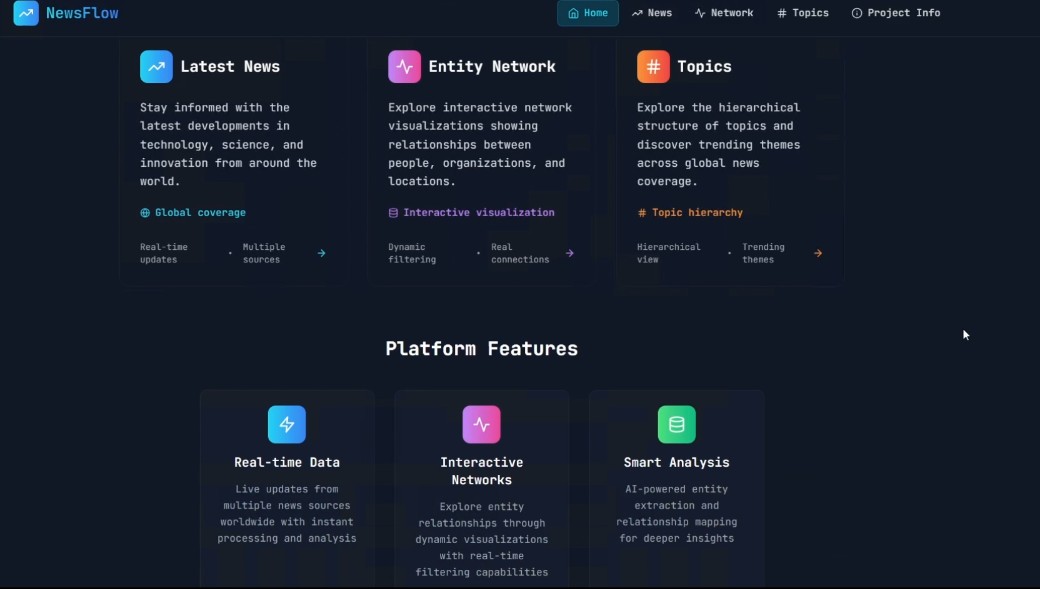 NewsFlow
Home
News
Network
Topics
Project Info
Latest News
Stay informed with the
latest developments in
technology, science, and
innovation from around the
world.
Global coverage
Real-time
updates
•
Multiple
sources
Entity Network
Explore interactive network
visualizations showing
relationships between
people, organizations, and
locations.
Interactive visualization
Dynamic
filtering
•
Real
connections
Topics
Explore the hierarchical
structure of topics and
discover trending themes
across global news
coverage.
Topic hierarchy
Hierarchical
view
•
Trending
themes
Platform Features
Real-time Data
Live updates from
multiple news sources
worldwide with instant
processing and analysis
Interactive
Networks
Explore entity
relationships through
dynamic visualizations
with real-time
filtering capabilities
Smart Analysis
AI-powered entity
extraction and
relationship mapping
for deeper insights